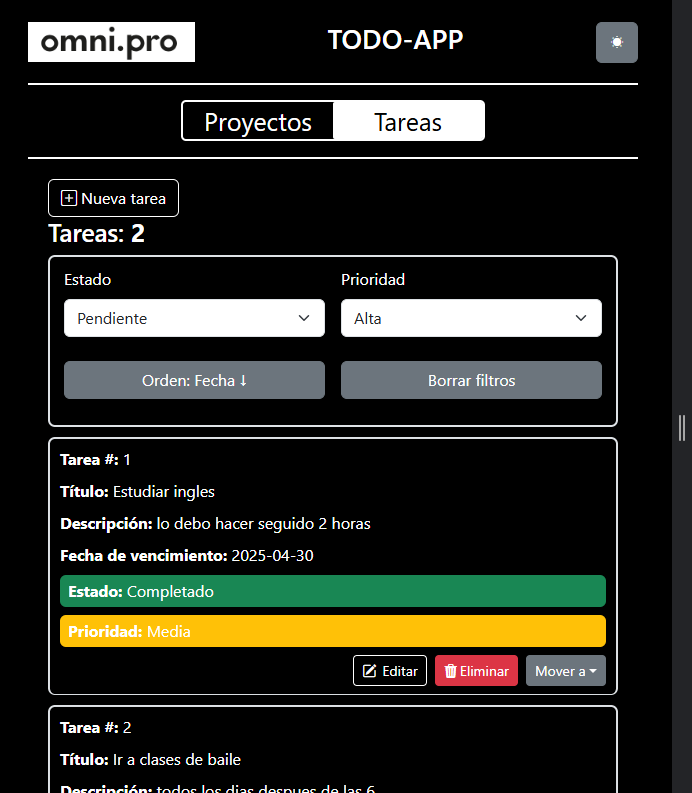 omni.pro
TODO-APP
Proyectos
Tareas
Nueva tarea
Tareas: 2
Estado
Prioridad
Pendiente
Alta
Orden: Fecha ↓
Borrar filtros
Tarea #: 1
Título: Estudiar ingles
Descripción: lo debo hacer seguido 2 horas
Fecha de vencimiento: 2025-04-30
Estado: Completado
Prioridad: Media
Editar
Eliminar
Mover a
Tarea #: 2
Título: Ir a clases de baile
Descripción: todos los dias despues de las 6